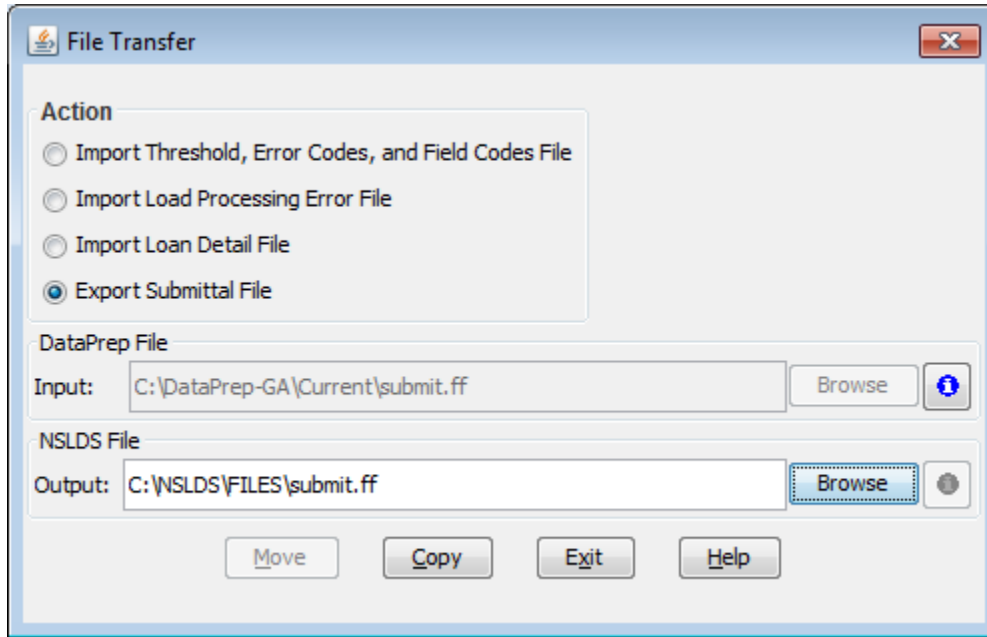 File Transfer
Action
Import Threshold, Error Codes, and Field Codes File
Import Load Processing Error File
Import Loan Detail File
Export Submittal File
DataPrep File
Input: C:\DataPrep-GA\Current\submit.ff Browse
NSLDS File
Output: C:\NSLDS\FILES\submit.ff Browse
Move Copy Exit Help